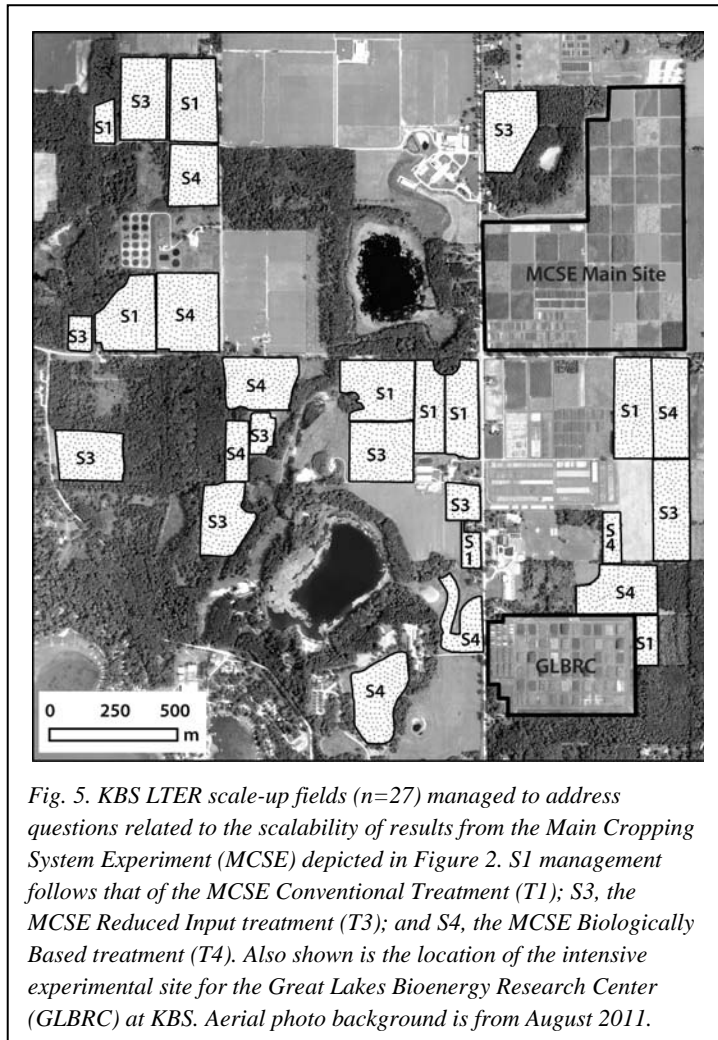 S3
S1
S1
S4
S3
MCSE Main Site
S1
S4
S3
S4
S1
S1
S1
S1
S4
S3
S4
S3
S3
S3
S3
S3
S4
S1
S4
S4
S1
GLBRC
S4
0 250 500
m
Fig. 5. KBS LTER scale-up fields (n=27) managed to address
questions related to the scalability of results from the Main Cropping
System Experiment (MCSE) depicted in Figure 2. S1 management
follows that of the MCSE Conventional Treatment (T1); S3, the
MCSE Reduced Input treatment (T3); and S4, the MCSE Biologically
Based treatment (T4). Also shown is the location of the intensive
experimental site for the Great Lakes Bioenergy Research Center
(GLBRC) at KBS. Aerial photo background is from August 2011.